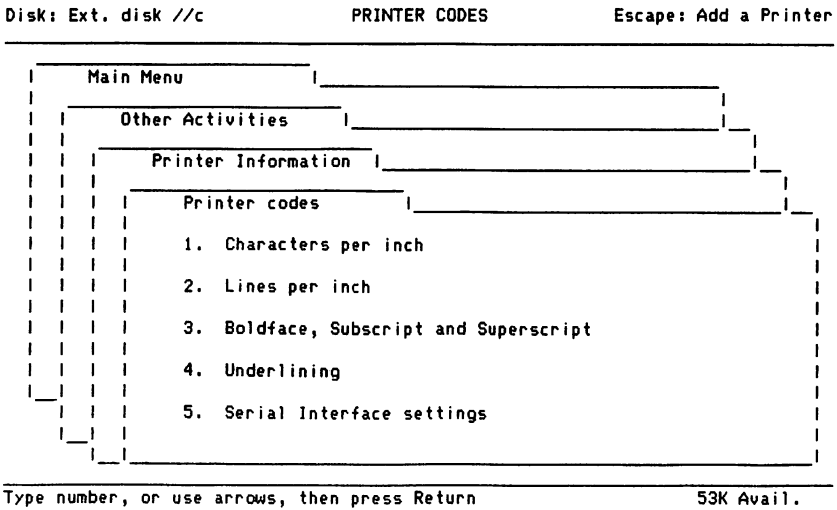 Disk: Ext. disk //c PRINTER CODES Escape: Add a Printer
Main Menu
Other Activities
Printer Information
Printer codes
1. Characters per inch
2. Lines per inch
3. Boldface, Subscript and Superscript
4. Underlining
5. Serial Interface settings
Type number, or use arrows, then press Return 53K Avail.